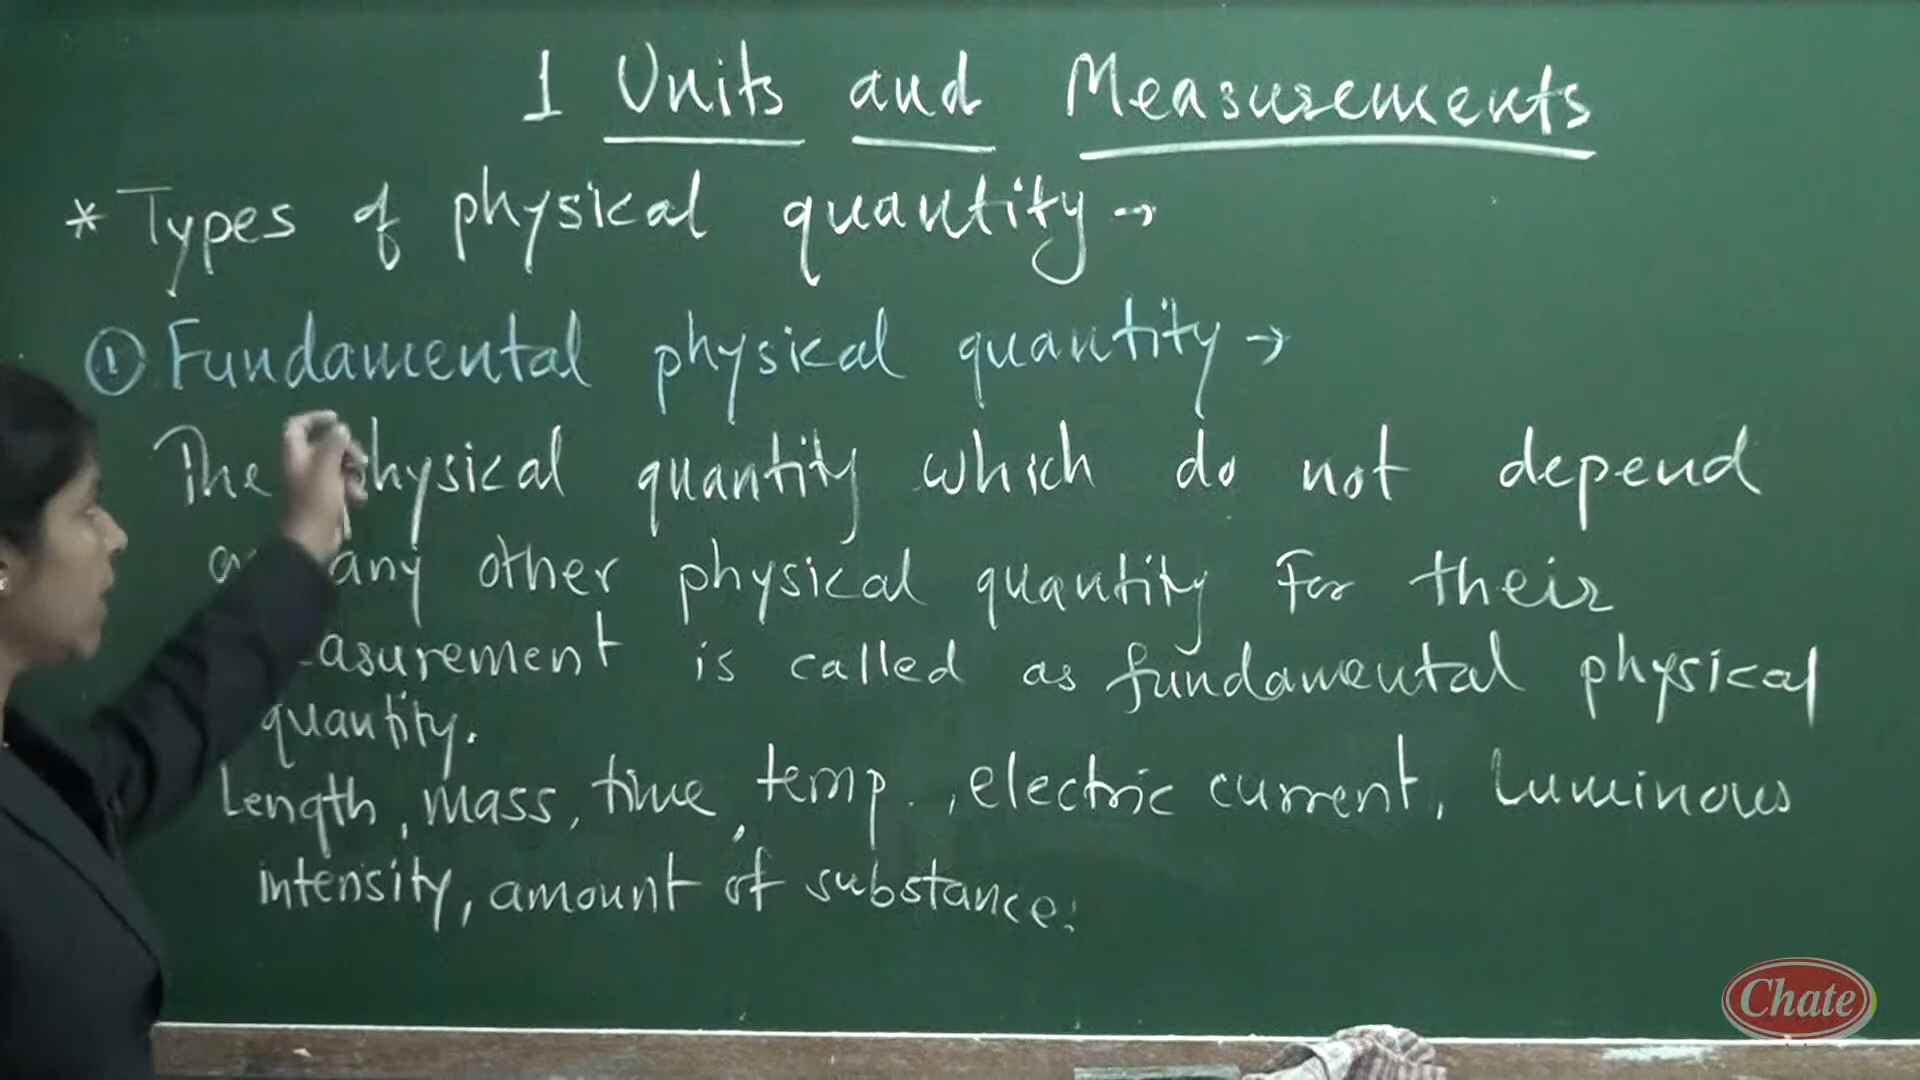 1 Units and Measurements
* Types of physical quantity →
① Fundamental physical quantity →
The physical quantity which do not depend
any other physical quantity for their
asurement is called as fundamental physical
quantity.
Length, mass, time, temp., electric current, Luminous
intensity, amount of substance.
Chate